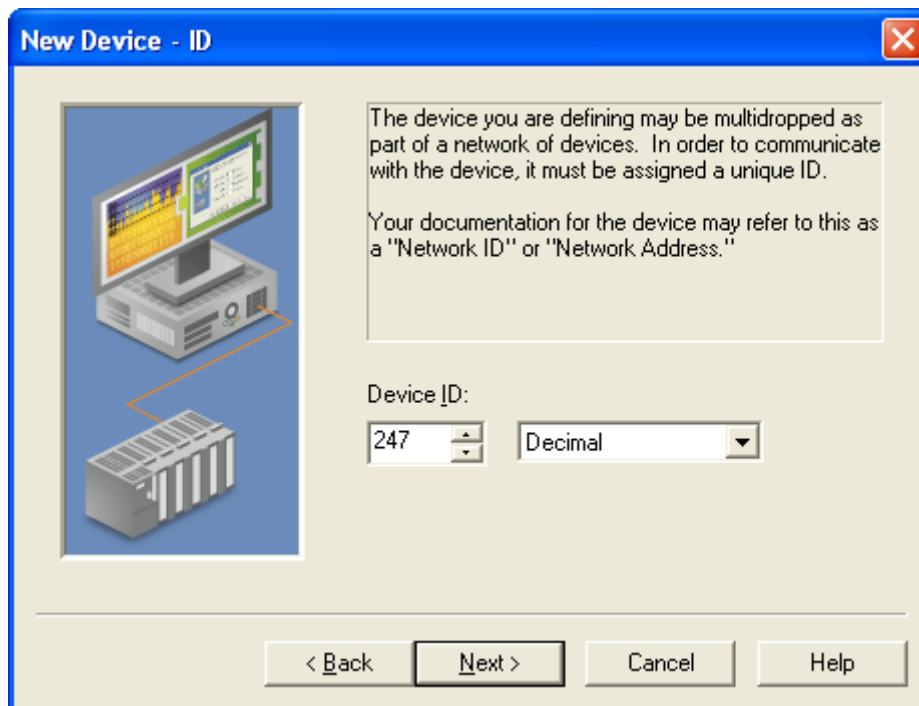 New Device - ID
The device you are defining may be multidropped as
part of a network of devices.  In order to communicate
with the device, it must be assigned a unique ID.
Your documentation for the device may refer to this as
a "Network ID" or "Network Address."
Device ID:
247 Decimal
< Back Next > Cancel Help